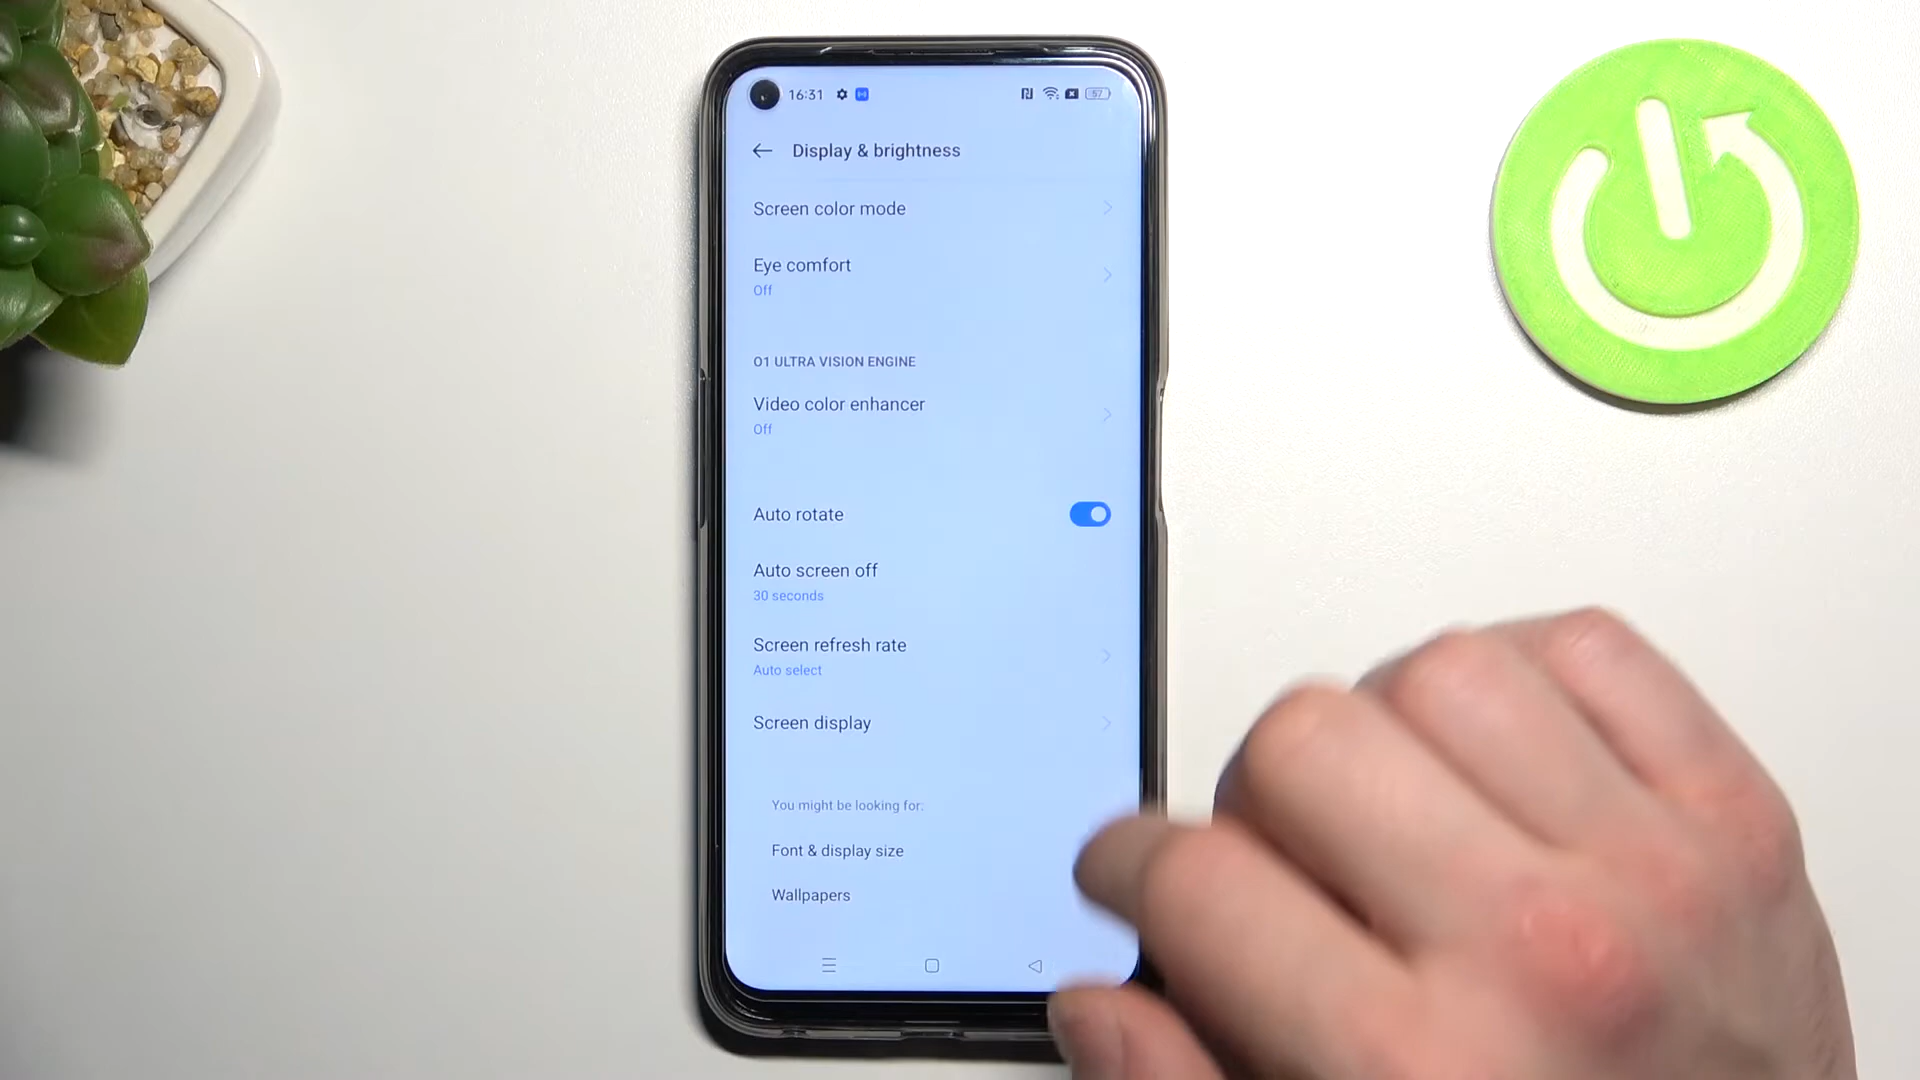 16:31
57
Display & brightness
Screen color mode
Eye comfort
Off
O1 ULTRA VISION ENGINE
Video color enhancer
Off
Auto rotate
Auto screen off
30 seconds
Screen refresh rate
Auto select
Screen display
You might be looking for:
Font & display size
Wallpapers